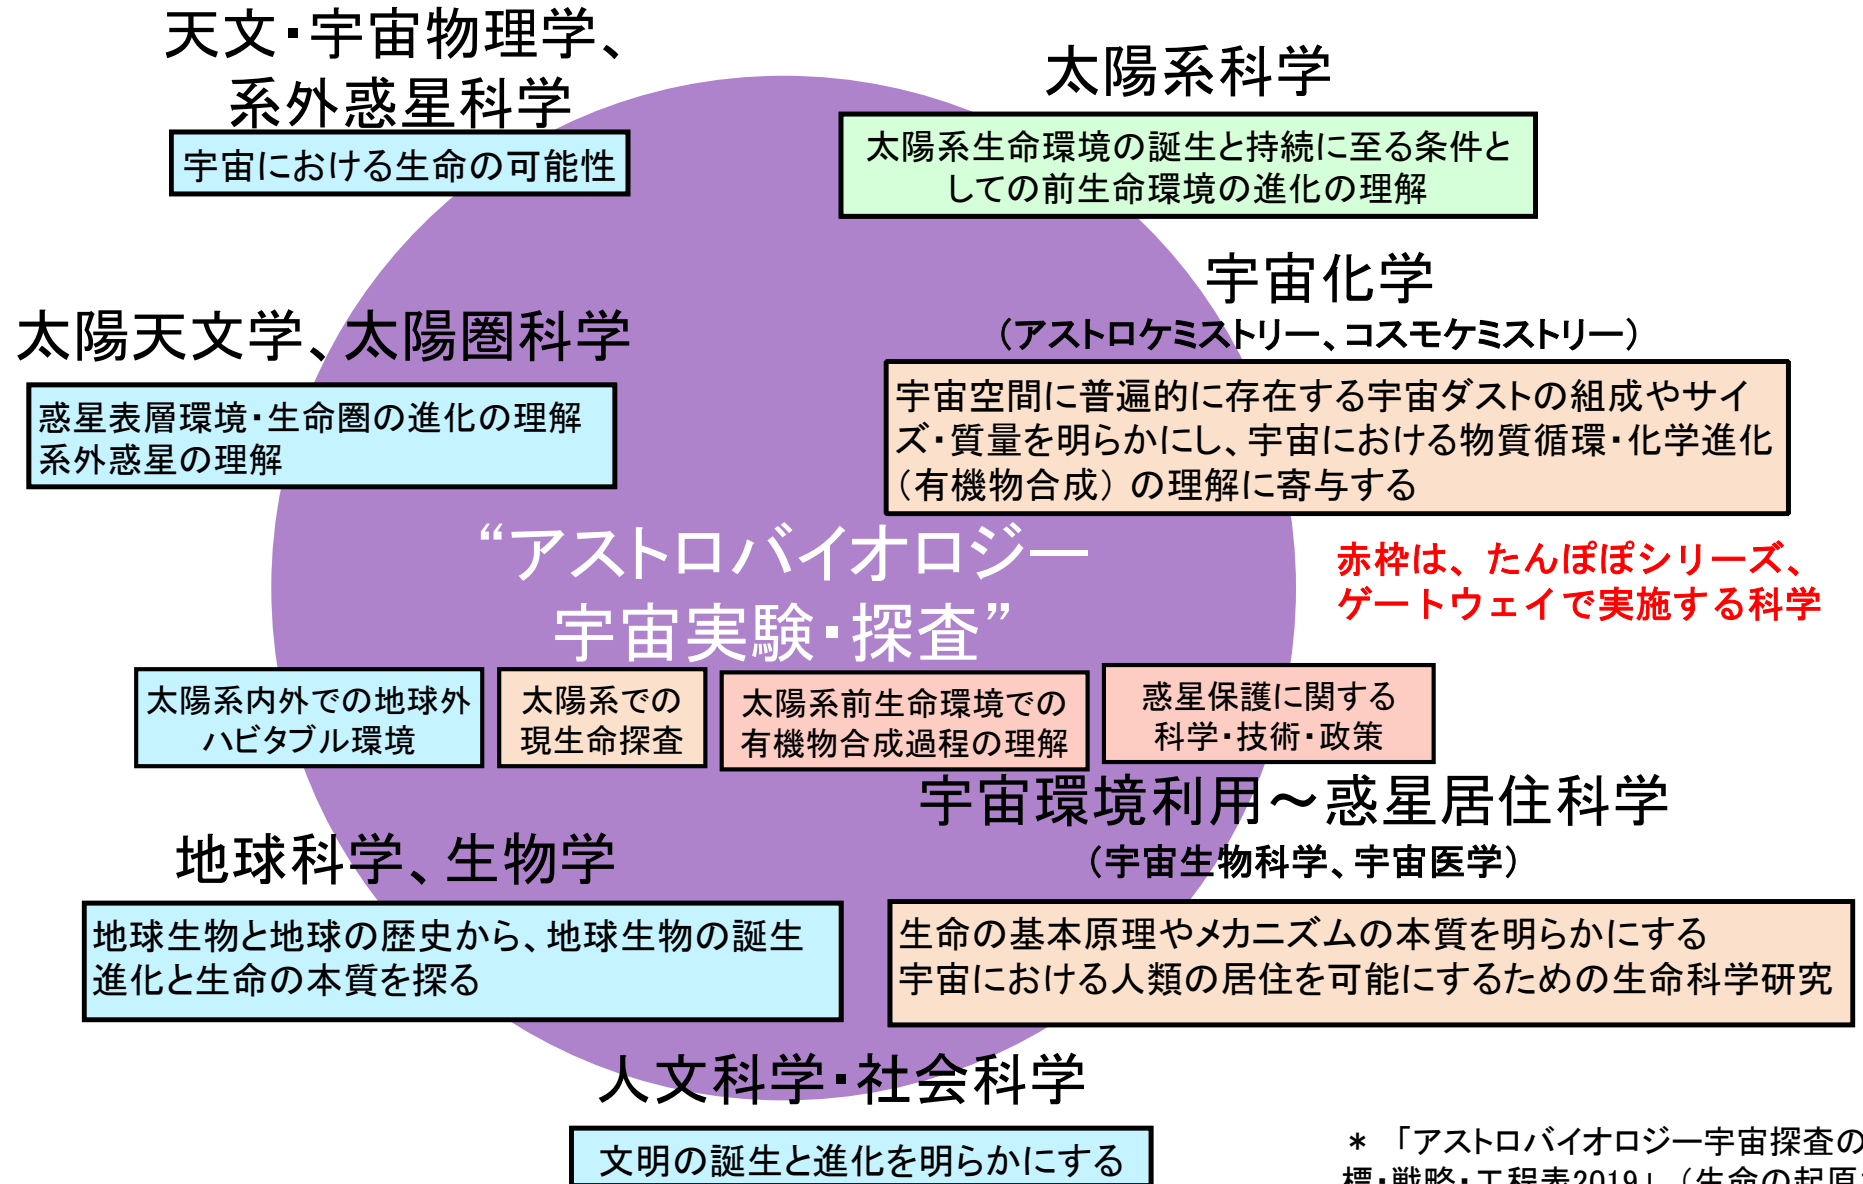 天文・宇宙物理学、
系外惑星科学
宇宙における生命の可能性
太陽系科学
太陽系生命環境の誕生と持続に至る条件と
しての前生命環境の進化の理解
宇宙化学
（アストロケミストリー、コスモケミストリー）
宇宙空間に普遍的に存在する宇宙ダストの組成やサイ
ズ・質量を明らかにし、宇宙における物質循環・化学進化
（有機物合成） の理解に寄与する
太陽天文学、太陽圏科学
惑星表層環境・生命圏の進化の理解
系外惑星の理解
“アストロバイオロジー
宇宙実験・探査”
赤枠は、たんぽぽシリーズ、
ゲートウェイで実施する科学
太陽系内外での地球外
ハビタブル環境
太陽系での
現生命探査
太陽系前生命環境での
有機物合成過程の理解
惑星保護に関する
科学・技術・政策
宇宙環境利用～惑星居住科学
（宇宙生物科学、宇宙医学）
生命の基本原理やメカニズムの本質を明らかにする
宇宙における人類の居住を可能にするための生命科学研究
地球科学、生物学
地球生物と地球の歴史から、地球生物の誕生
進化と生命の本質を探る
人文科学・社会科学
文明の誕生と進化を明らかにする
* 「アストロバイオロジー宇宙探査の
標・戦略・工程表2019」（生命の起原